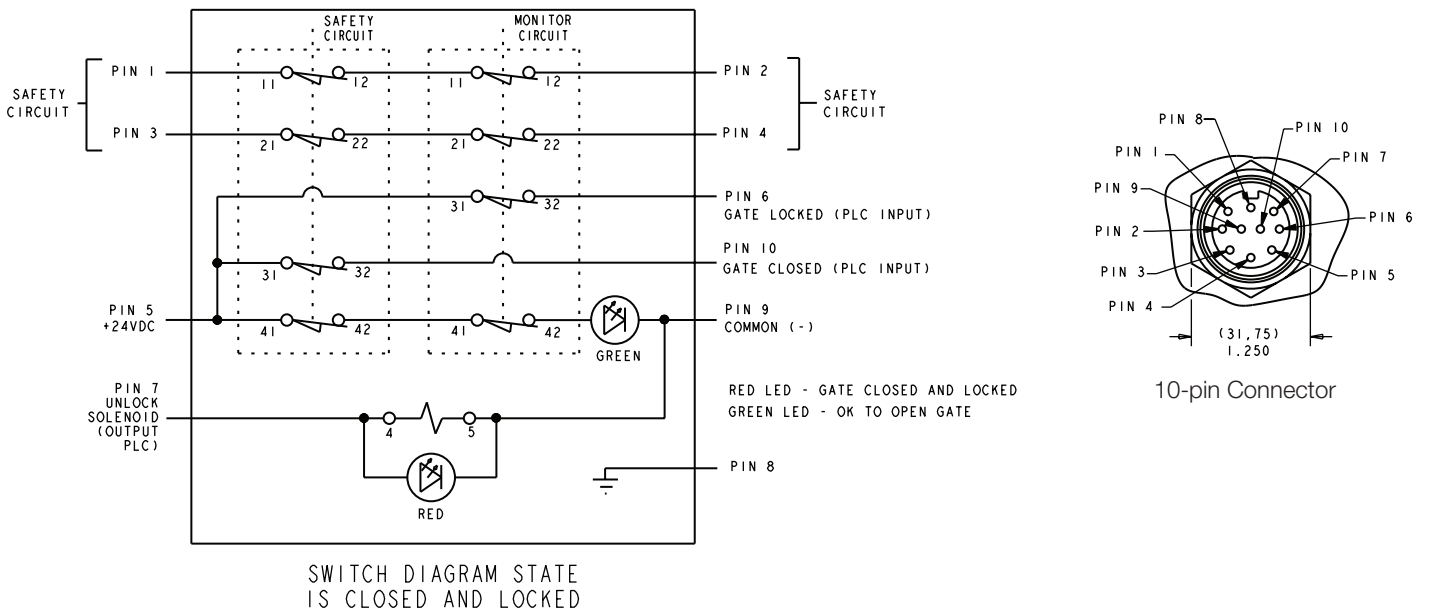 SAFETY
CIRCUIT
MONITOR
CIRCUIT
PIN 1
11
12
11
12
PIN 2
SAFETY
CIRCUIT
SAFETY
CIRCUIT
PIN 3
21
22
21
22
PIN 4
31
32
PIN 6
GATE LOCKED (PLC INPUT)
31
32
PIN 10
GATE CLOSED (PLC INPUT)
PIN 5
+24VDC
41
42
41
42
GREEN
PIN 9
COMMON (-)
PIN 7
UNLOCK
SOLENOID
(OUTPUT
PLC)
4
5
RED
RED LED - GATE CLOSED AND LOCKED
GREEN LED - OK TO OPEN GATE
PIN 8
SWITCH DIAGRAM STATE
IS CLOSED AND LOCKED
PIN 8
PIN 10
PIN 1
PIN 7
PIN 9
PIN 6
PIN 2
PIN 3
PIN 5
PIN 4
(31,75)
1.250
10-pin Connector